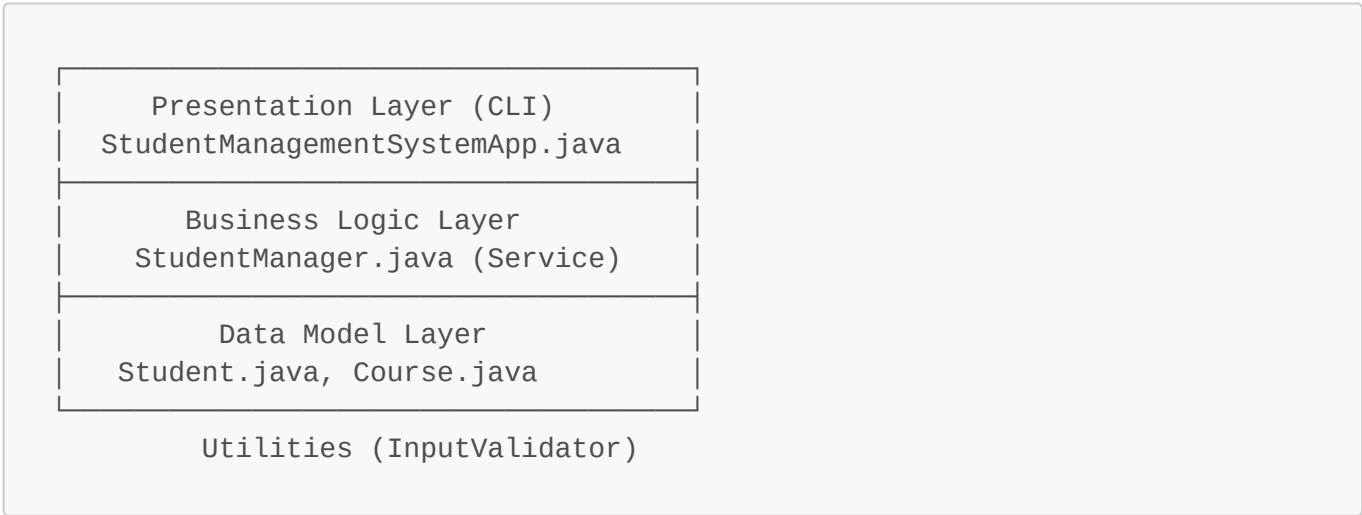 Presentation Layer (CLI)
StudentManagementSystemApp.java
Business Logic Layer
StudentManager.java (Service)
Data Model Layer
Student.java, Course.java
Utilities (InputValidator)